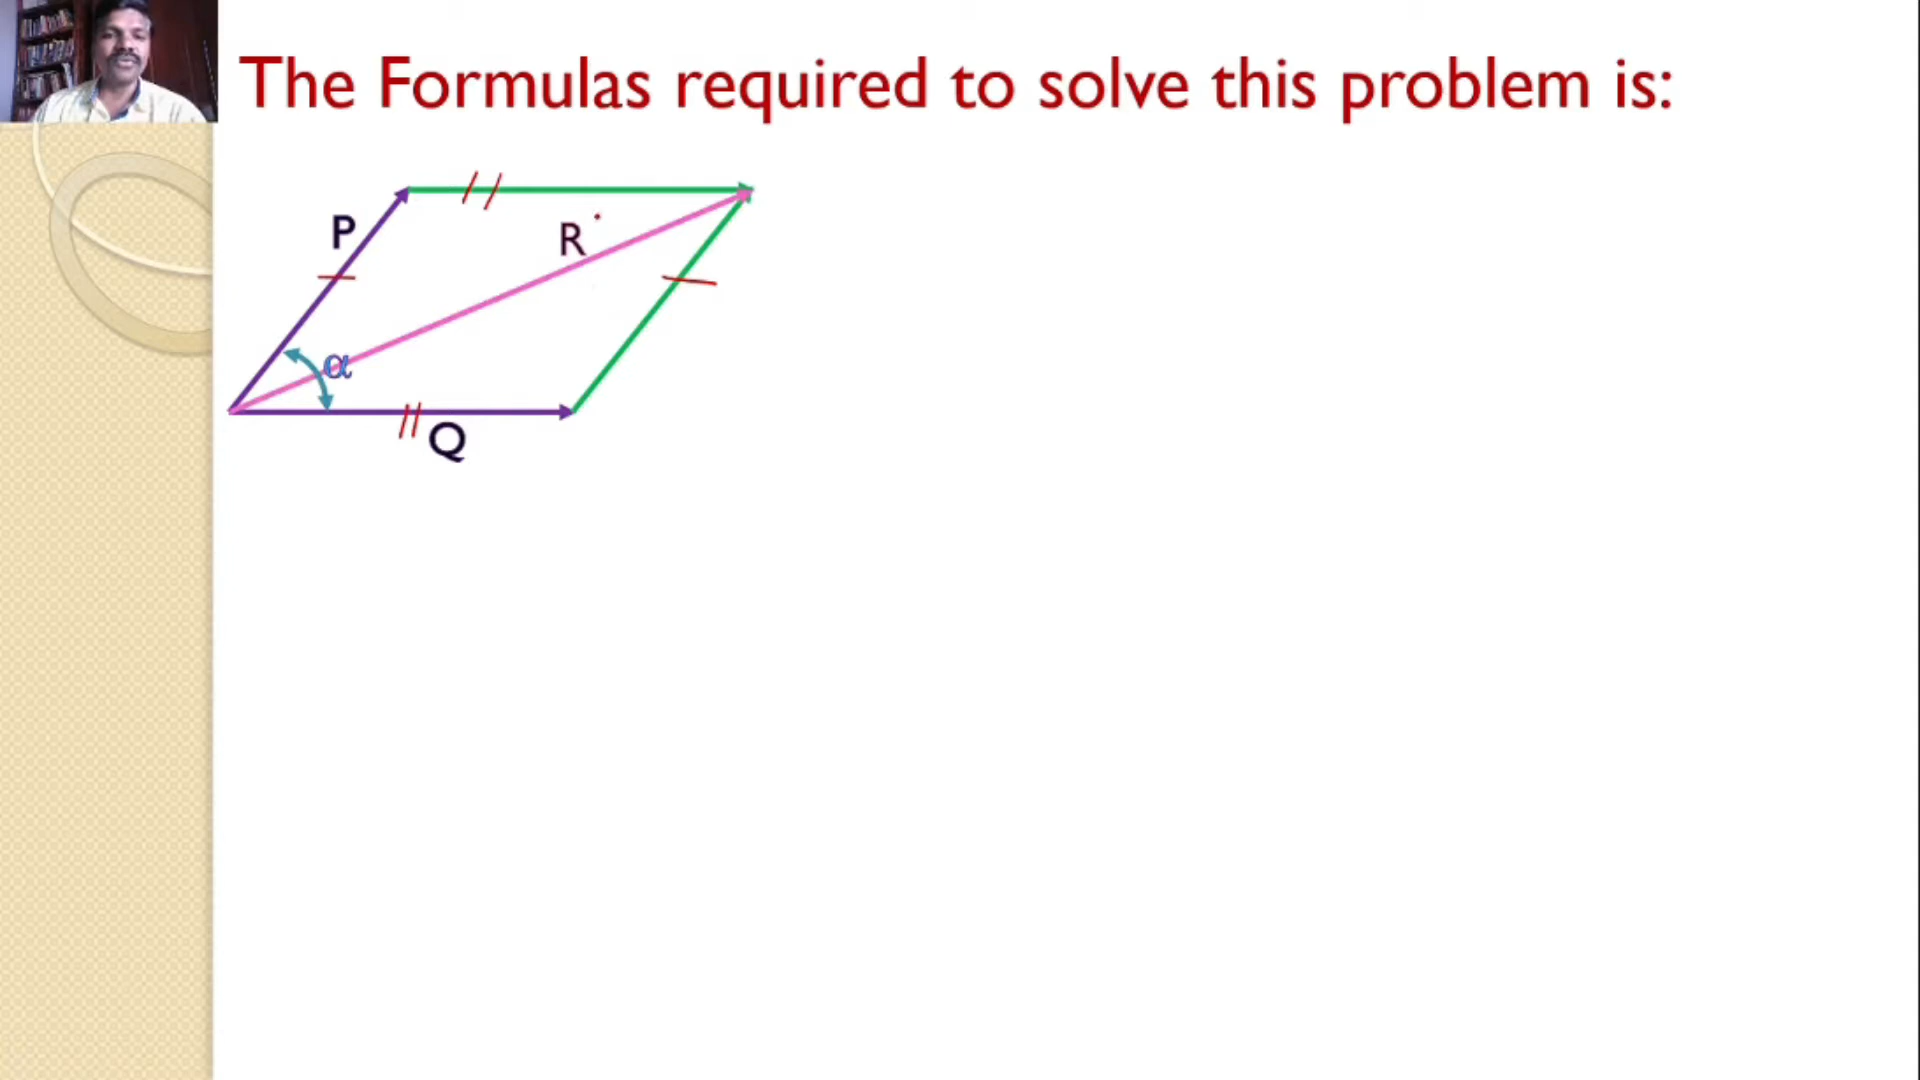 The Formulas required to solve this problem is:
P
R
α
Q